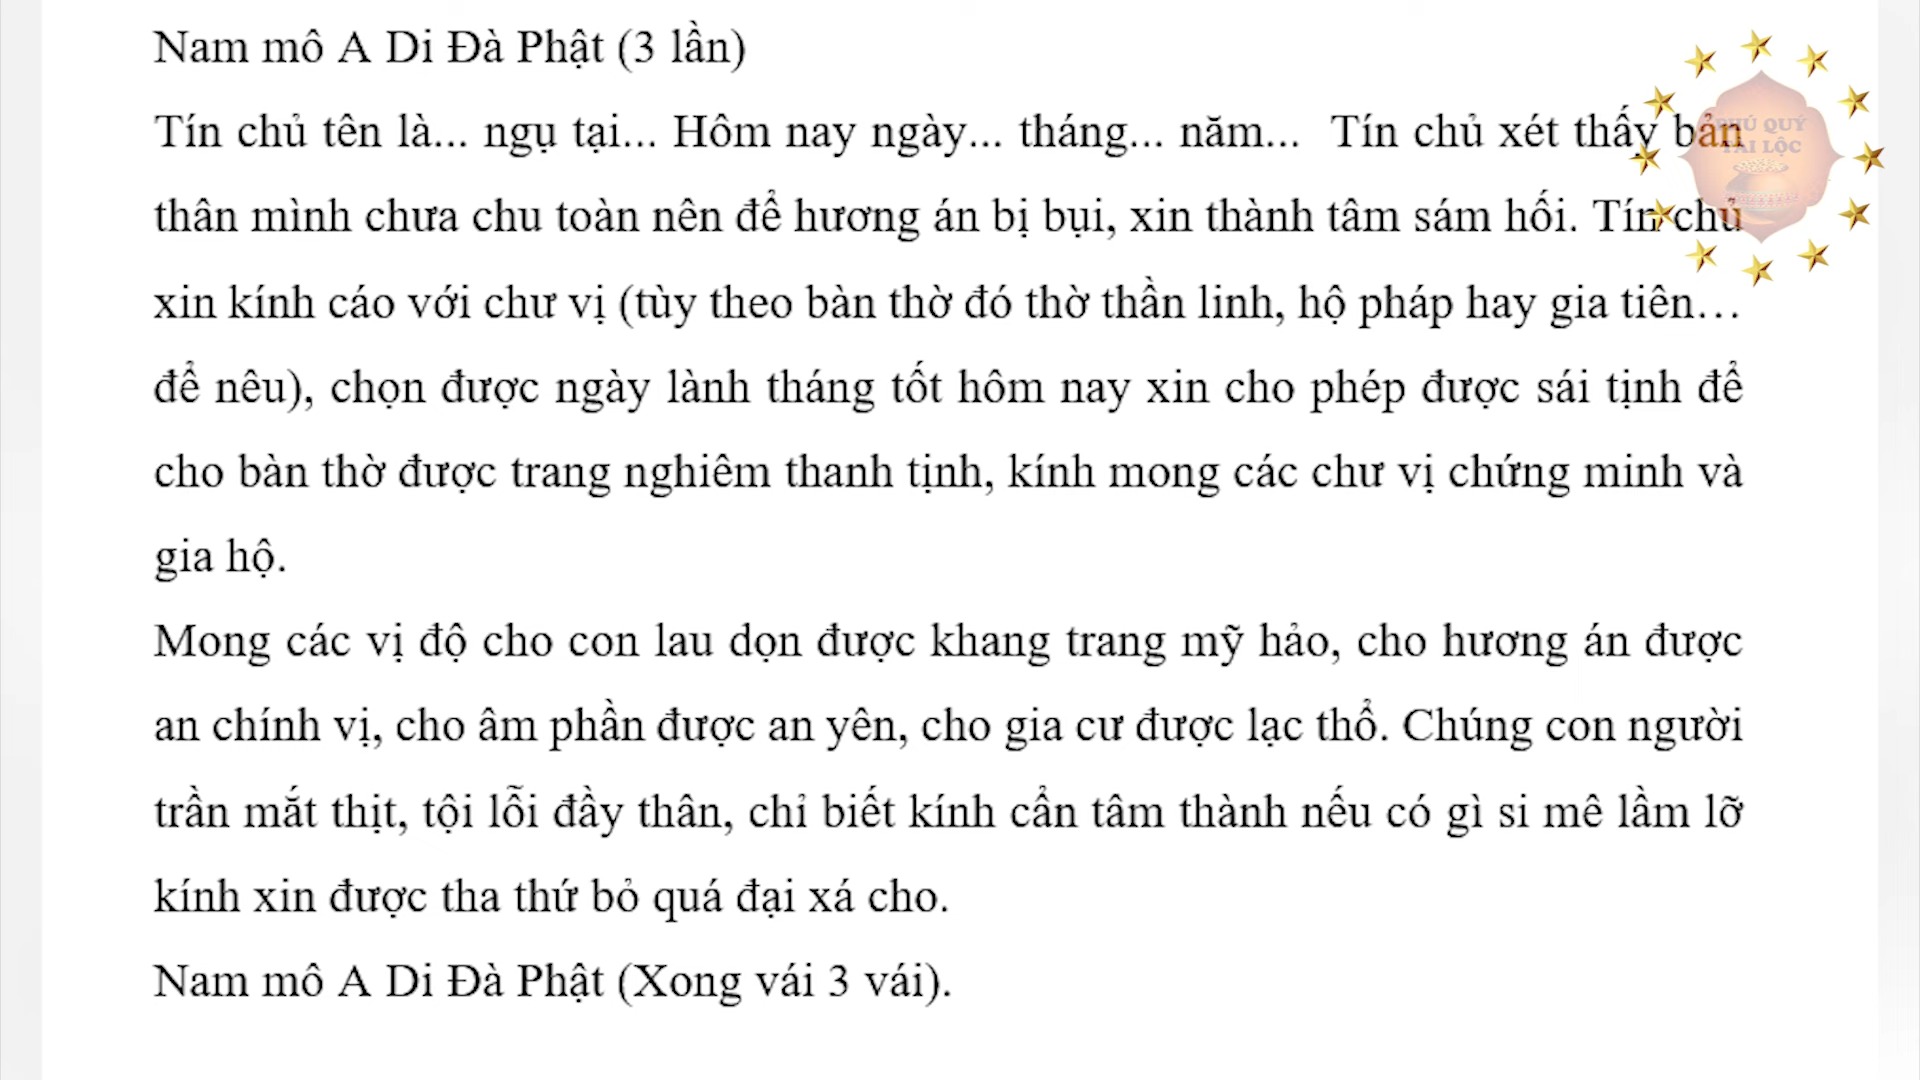 Nam mô A Di Đà Phật (3 lần)
Tín chủ tên là... ngụ tại... Hôm nay ngày... tháng... năm...  Tín chủ xét thấy bản
thân mình chưa chu toàn nên để hương án bị bụi, xin thành tâm sám hối. Tín chủ
xin kính cáo với chư vị (tùy theo bàn thờ đó thờ thần linh, hộ pháp hay gia tiên…
để nêu), chọn được ngày lành tháng tốt hôm nay xin cho phép được sái tịnh để
cho bàn thờ được trang nghiêm thanh tịnh, kính mong các chư vị chứng minh và
gia hộ.
Mong các vị độ cho con lau dọn được khang trang mỹ hảo, cho hương án được
an chính vị, cho âm phần được an yên, cho gia cư được lạc thổ. Chúng con người
trần mắt thịt, tội lỗi đầy thân, chỉ biết kính cẩn tâm thành nếu có gì si mê lầm lỡ
kính xin được tha thứ bỏ quá đại xá cho.
Nam mô A Di Đà Phật (Xong vái 3 vái).
PHÚ QUÝ
TÀI LỘC